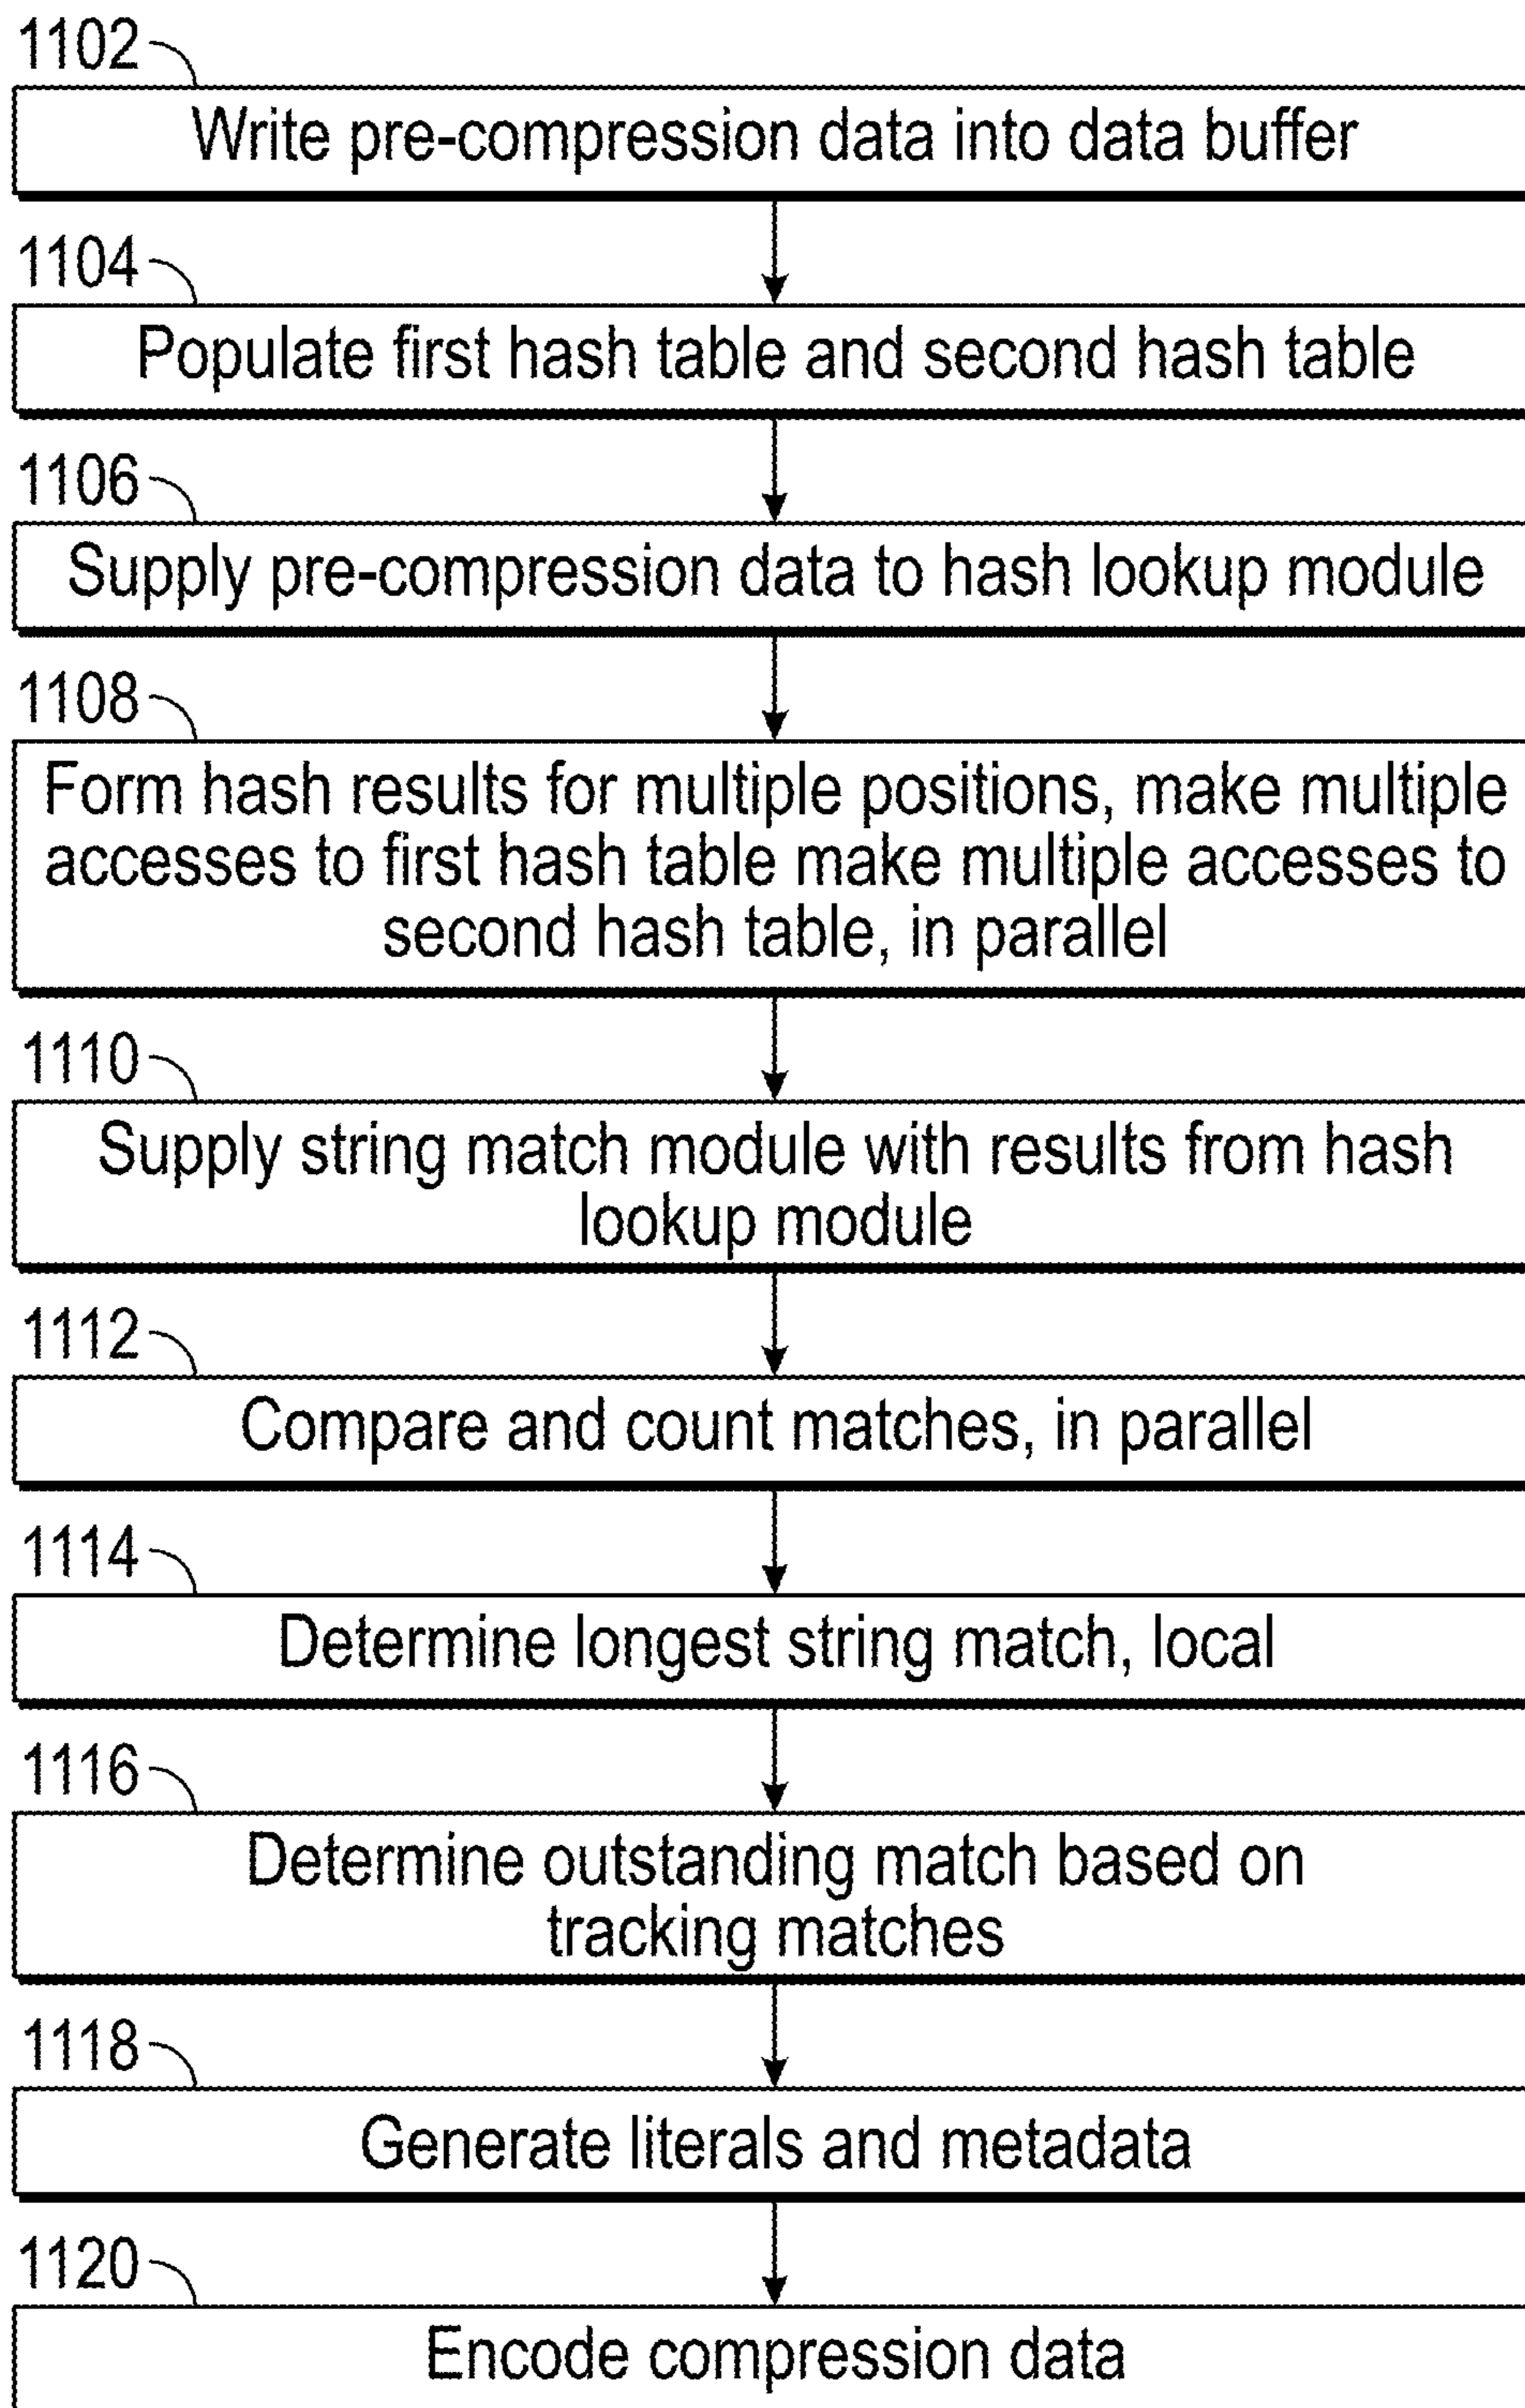 1102
Write pre-compression data into data buffer
1104
Populate first hash table and second hash table
1106
Supply pre-compression data to hash lookup module
1108
Form hash results for multiple positions, make multiple
accesses to first hash table make multiple accesses to
second hash table, in parallel
1110
Supply string match module with results from hash
lookup module
1112
Compare and count matches, in parallel
1114
Determine longest string match, local
1116
Determine outstanding match based on
tracking matches
1118
Generate literals and metadata
1120
Encode compression data